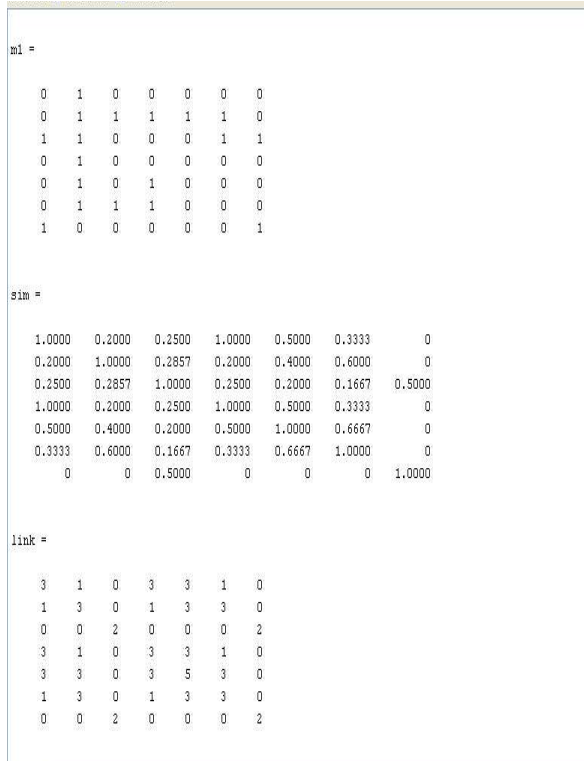 m1 =
0 1 0 0 0 0 0
0 1 1 1 1 1 0
1 1 0 0 0 1 1
0 1 0 0 0 0 0
0 1 0 1 0 0 0
0 1 1 1 0 0 0
1 0 0 0 0 0 1
sim =
1.0000 0.2000 0.2500 1.0000 0.5000 0.3333 0
0.2000 1.0000 0.2857 0.2000 0.4000 0.6000 0
0.2500 0.2857 1.0000 0.2500 0.2000 0.1667 0.5000
1.0000 0.2000 0.2500 1.0000 0.5000 0.3333 0
0.5000 0.4000 0.2000 0.5000 1.0000 0.6667 0
0.3333 0.6000 0.1667 0.3333 0.6667 1.0000 0
0 0 0.5000 0 0 0 1.0000
link =
3 1 0 3 3 1 0
1 3 0 1 3 3 0
0 0 2 0 0 0 2
3 1 0 3 3 1 0
3 3 0 3 5 3 0
1 3 0 1 3 3 0
0 0 2 0 0 0 2